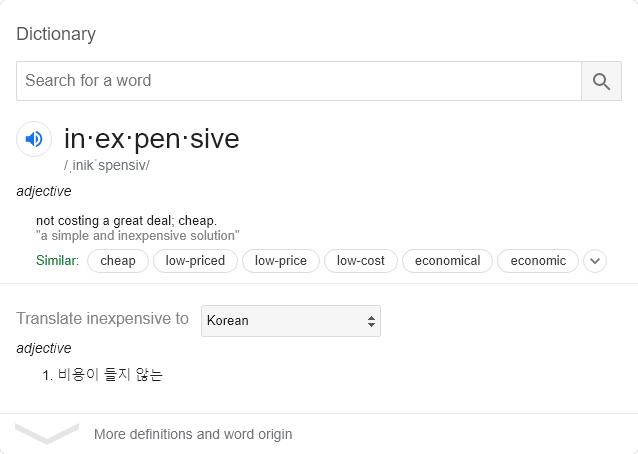 Dictionary
Search for a word
in·ex·pen·sive
/ˌinikˈspensiv/
adjective
not costing a great deal; cheap.
"a simple and inexpensive solution"
Similar: cheap low-priced low-price low-cost economical economic
Translate inexpensive to Korean
adjective
1. 비용이 들지 않는
More definitions and word origin